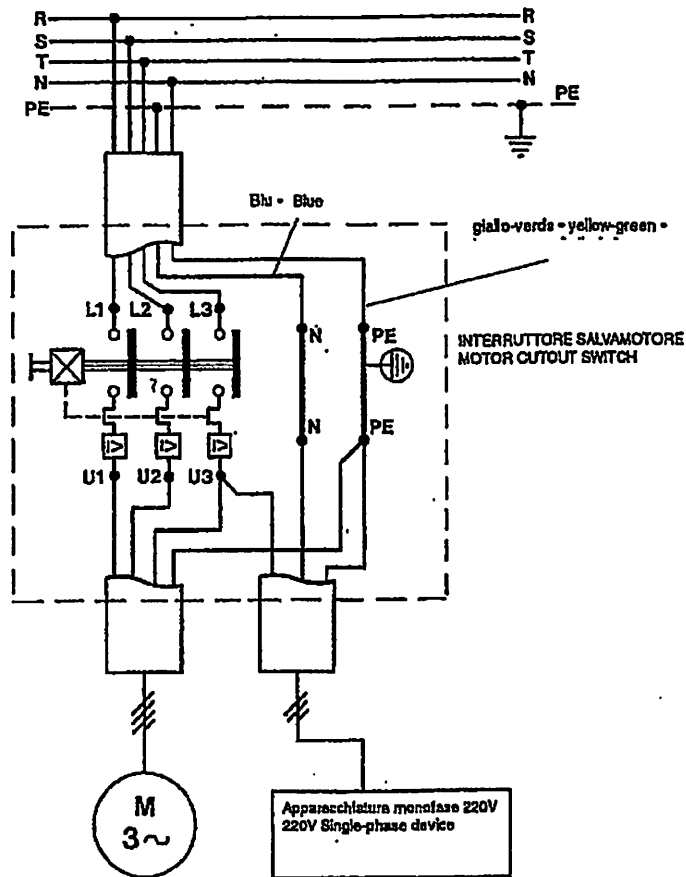 R R
S S
T T
N N
PE PE
Blu - Blue
giallo-verde - yellow-green -
L1 L2 L3
N PE
INTERRUTTORE SALVAMOTORE
MOTOR CUTOUT SWITCH
?
N PE
i> i> i>
U1 U2 U3
M
3~
Apparecchiatura monofase 220V
220V Single-phase device